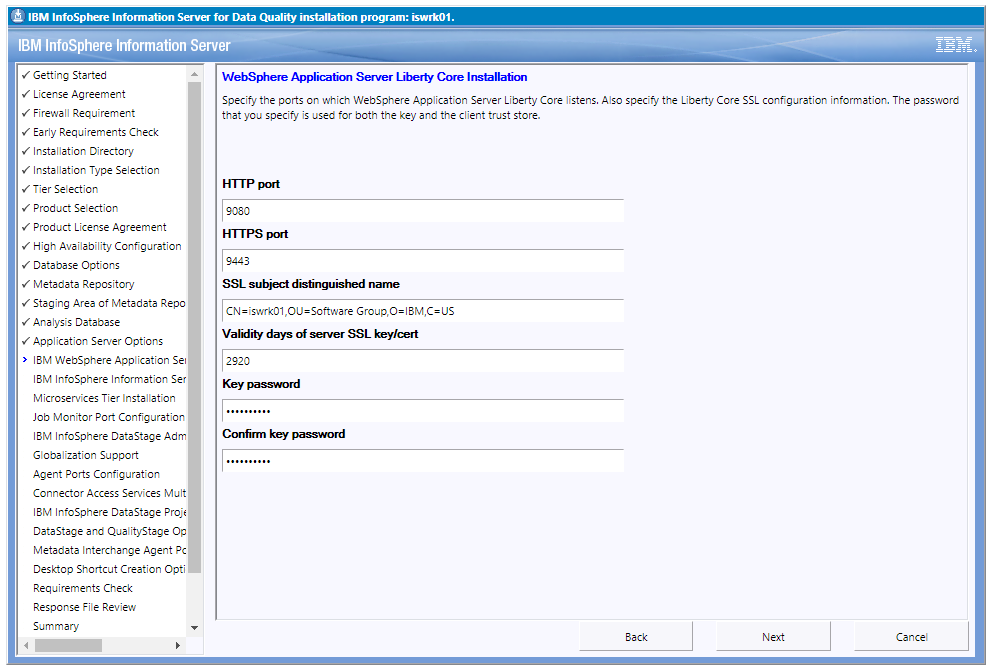 IBM InfoSphere Information Server for Data Quality installation program: iswrk01.
IBM InfoSphere Information Server
IBM.
✓ Getting Started
✓ License Agreement
✓ Firewall Requirement
✓ Early Requirements Check
✓ Installation Directory
✓ Installation Type Selection
✓ Tier Selection
✓ Product Selection
✓ Product License Agreement
✓ High Availability Configuration
✓ Database Options
✓ Metadata Repository
✓ Staging Area of Metadata Repo
✓ Analysis Database
✓ Application Server Options
IBM WebSphere Application Ser
IBM InfoSphere Information Ser
Microservices Tier Installation
Job Monitor Port Configuration
IBM InfoSphere DataStage Adm
Globalization Support
Agent Ports Configuration
Connector Access Services Mult
IBM InfoSphere DataStage Proje
DataStage and QualityStage Op
Metadata Interchange Agent Po
Desktop Shortcut Creation Opti
Requirements Check
Response File Review
Summary
WebSphere Application Server Liberty Core Installation
Specify the ports on which WebSphere Application Server Liberty Core listens. Also specify the Liberty Core SSL configuration information. The password
that you specify is used for both the key and the client trust store.
HTTP port
9080
HTTPS port
9443
SSL subject distinguished name
CN=iswrk01,OU=Software Group,O=IBM,C=US
Validity days of server SSL key/cert
2920
Key password
••••••••••
Confirm key password
••••••••••
Back
Next
Cancel